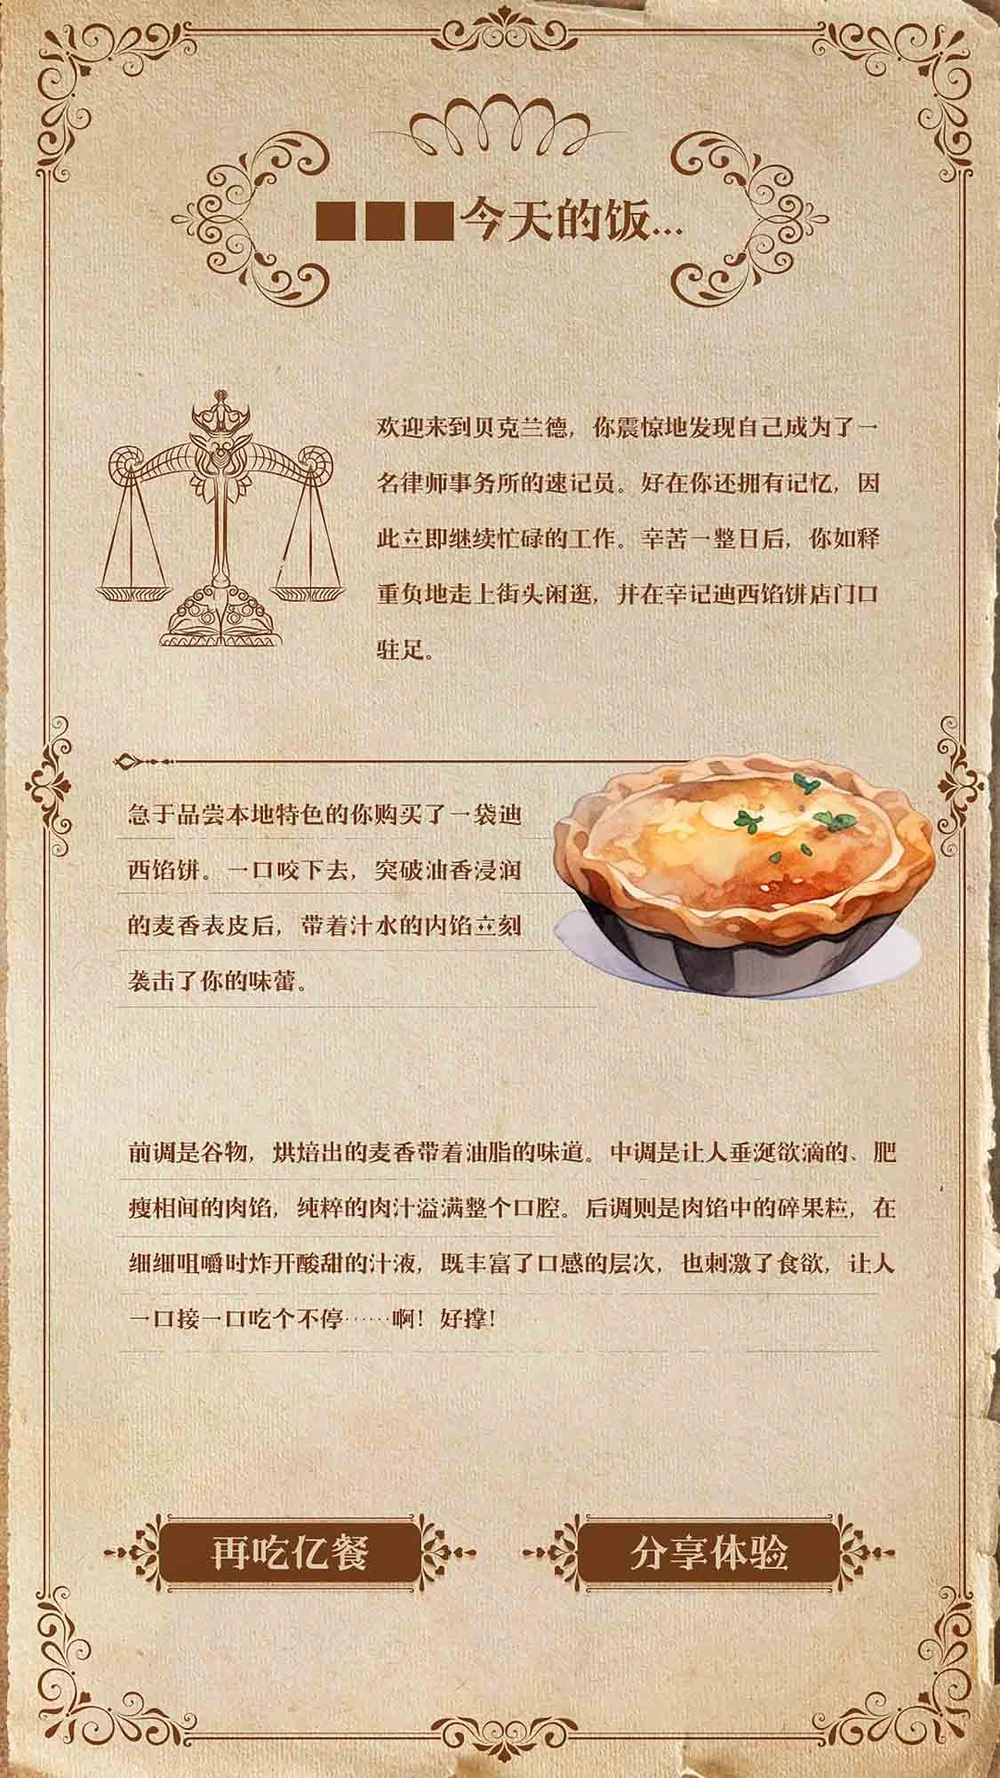 ■■■今天的饭...
欢迎来到贝克兰德，你震惊地发现自己成为了一
名律师事务所的速记员。好在你还拥有记忆，因
此立即继续忙碌的工作。辛苦一整日后，你如释
重负地走上街头闲逛，并在辛记迪西馅饼店门口
驻足。
急于品尝本地特色的你购买了一袋迪
西馅饼。一口咬下去，突破油香浸润
的麦香表皮后，带着汁水的内馅立刻
袭击了你的味蕾。
前调是谷物，烘焙出的麦香带着油脂的味道。中调是让人垂涎欲滴的、肥
瘦相间的肉馅，纯粹的肉汁溢满整个口腔。后调则是肉馅中的碎果粒，在
细细咀嚼时炸开酸甜的汁液，既丰富了口感的层次，也刺激了食欲，让人
一口接一口吃个不停……啊！好撑！
再吃亿餐
分享体验